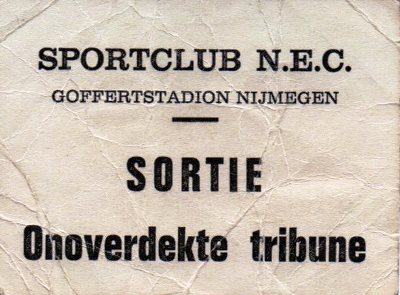 SPORTCLUB N.E.C.
GOFFERTSTADION NIJMEGEN
SORTIE
Onoverdekte tribune